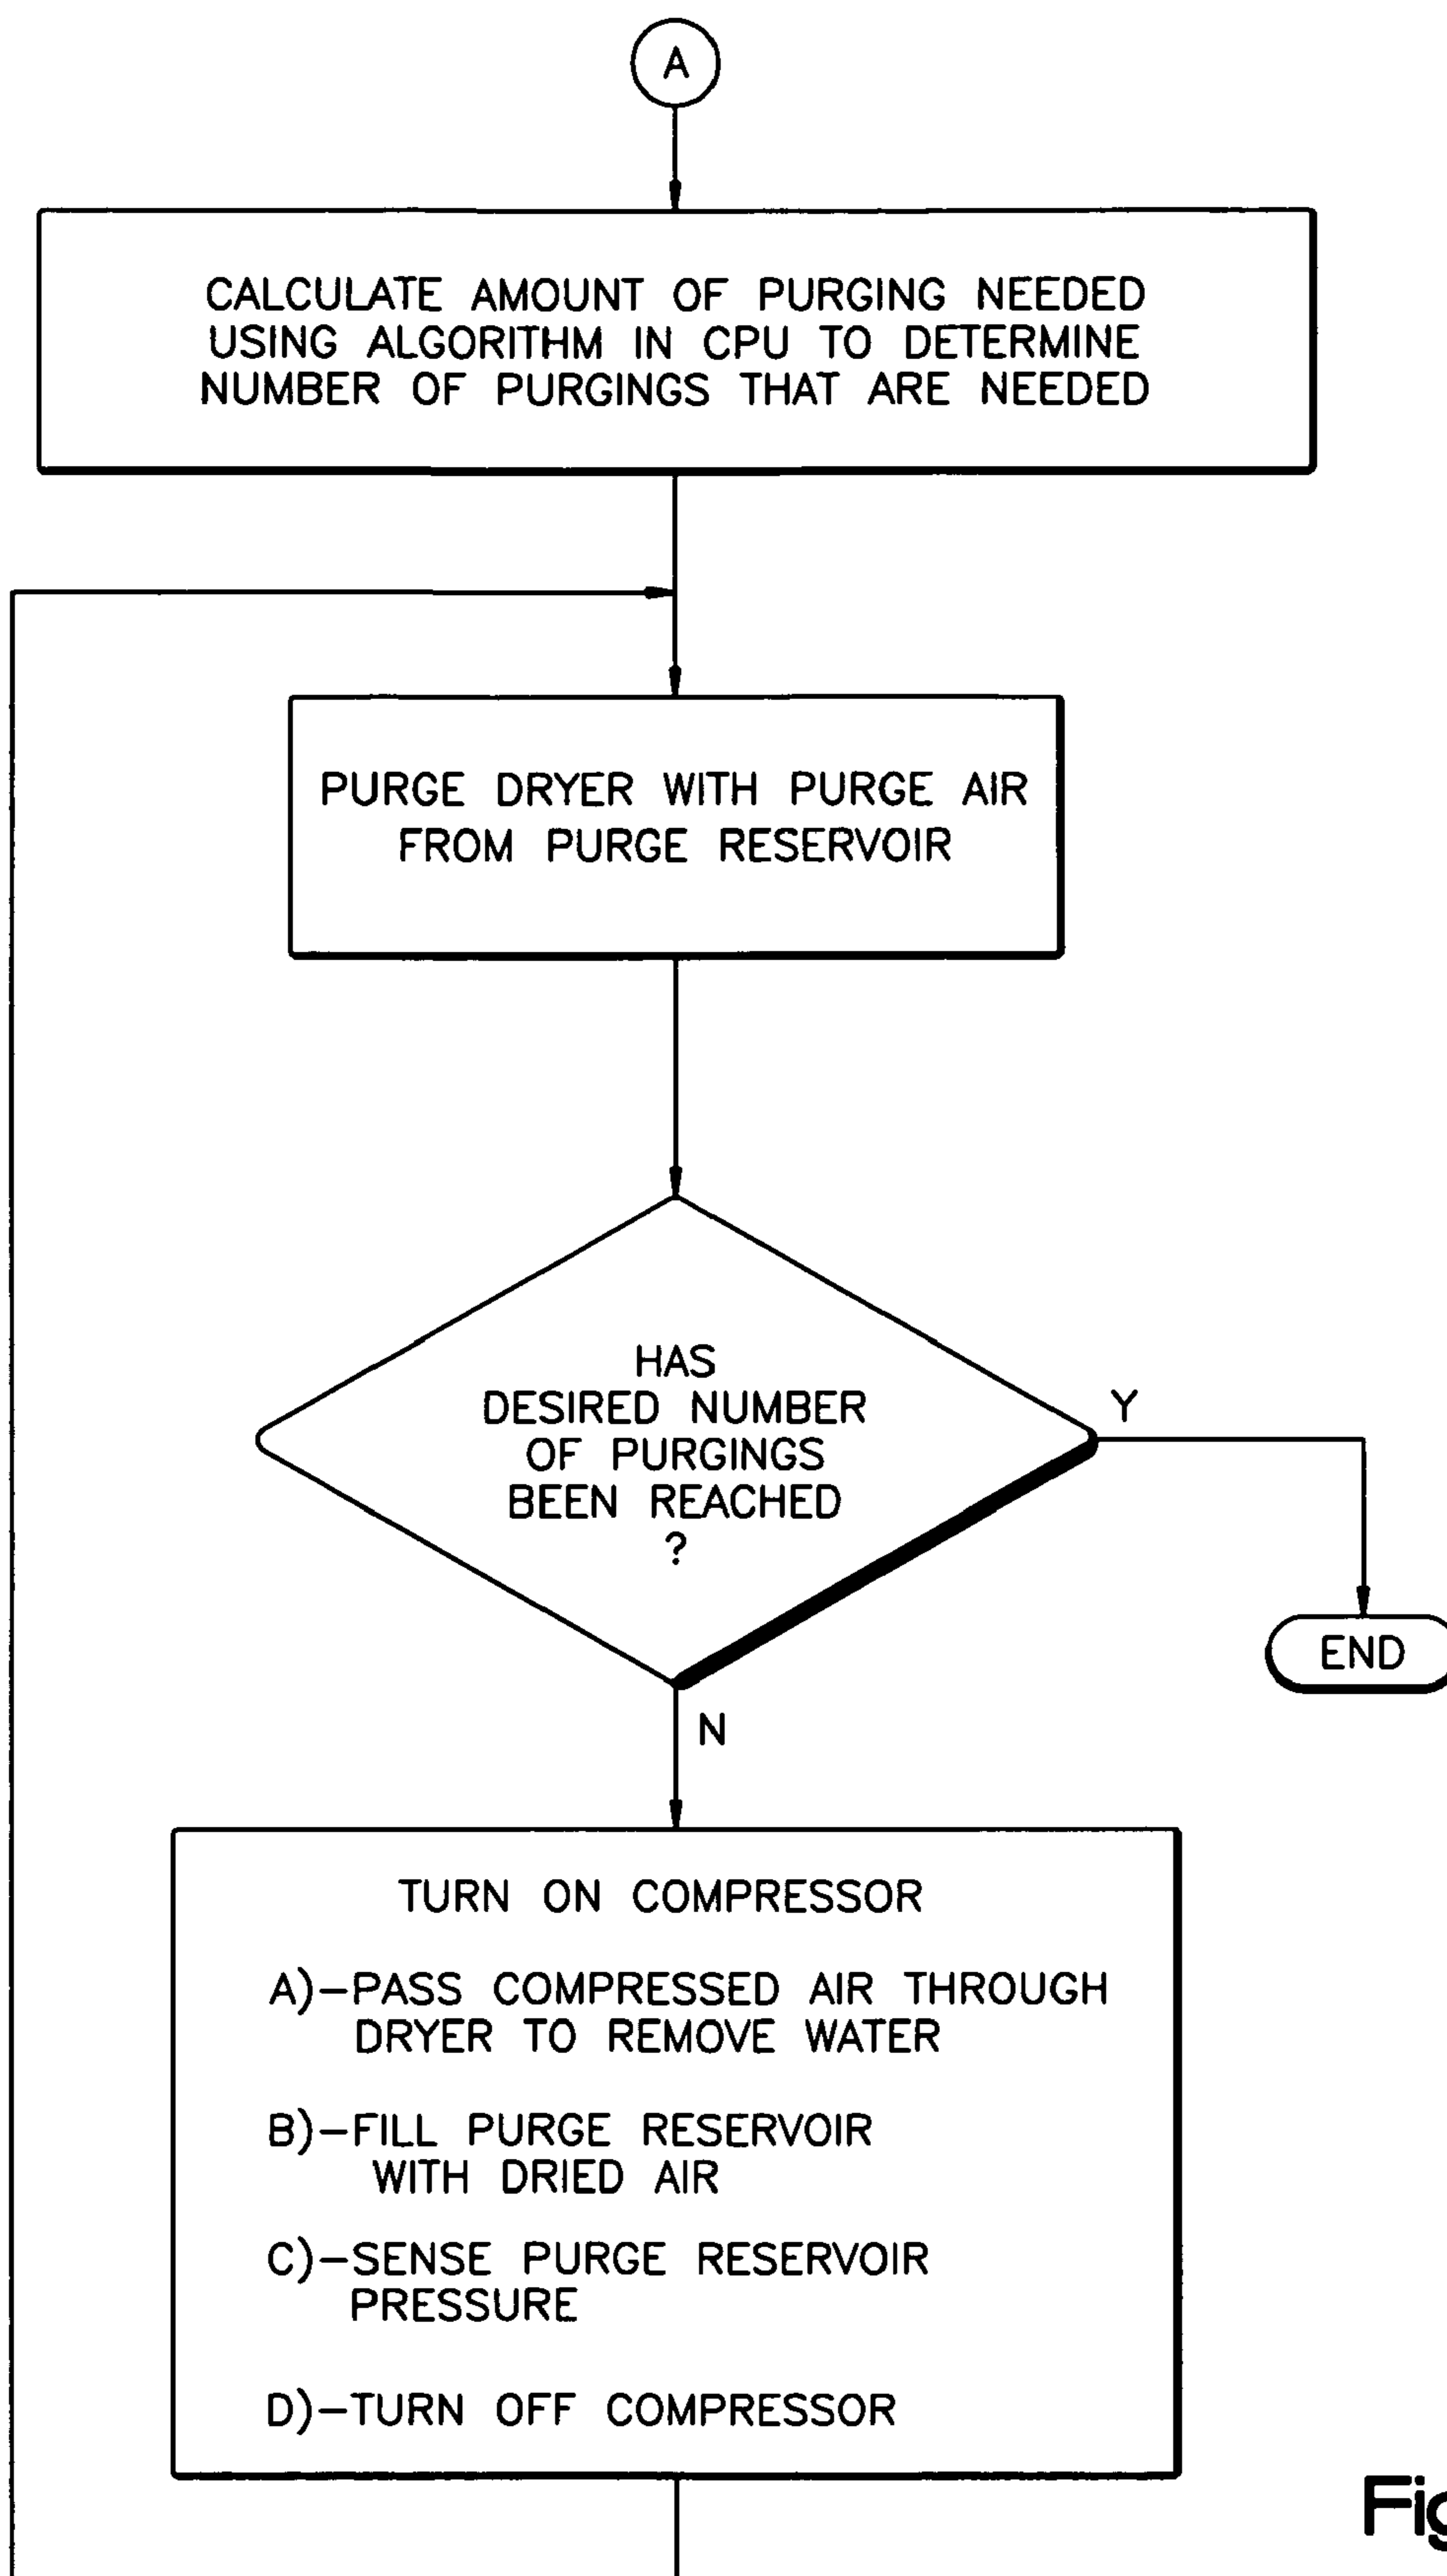 A
CALCULATE AMOUNT OF PURGING NEEDED
USING ALGORITHM IN CPU TO DETERMINE
NUMBER OF PURGINGS THAT ARE NEEDED
PURGE DRYER WITH PURGE AIR
FROM PURGE RESERVOIR
HAS
DESIRED NUMBER
OF PURGINGS
BEEN REACHED
?
Y
END
N
TURN ON COMPRESSOR
A)-PASS COMPRESSED AIR THROUGH
DRYER TO REMOVE WATER
B)-FILL PURGE RESERVOIR
WITH DRIED AIR
C)-SENSE PURGE RESERVOIR
PRESSURE
D)-TURN OFF COMPRESSOR